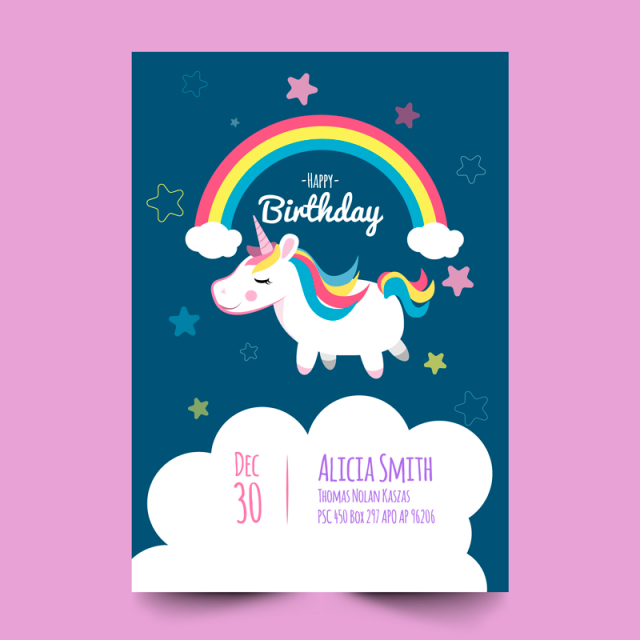 -Happy-
Birthday
Dec
30
Alicia Smith
Thomas Nolan Kaszas
PSC 450 Box 297 APO AP 96206